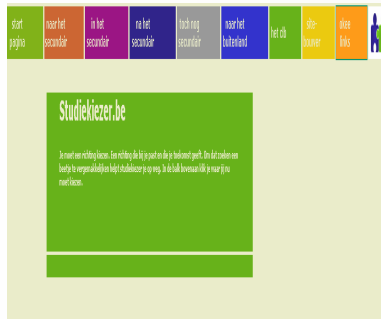 start pagina
naar het secundair
in het secundair
na het secundair
toch nog secundair
naar het buitenland
het clb
site-bouwer
okee links
Studiekiezer.be
Je moet een richting kiezen. Een richting die bij je past en die je toekomst geeft. Om dat zoeken een
beetje te vergemakkelijken helpt studiekiezer je op weg. In de balk bovenaan klik je waar jij nu
moet kiezen.